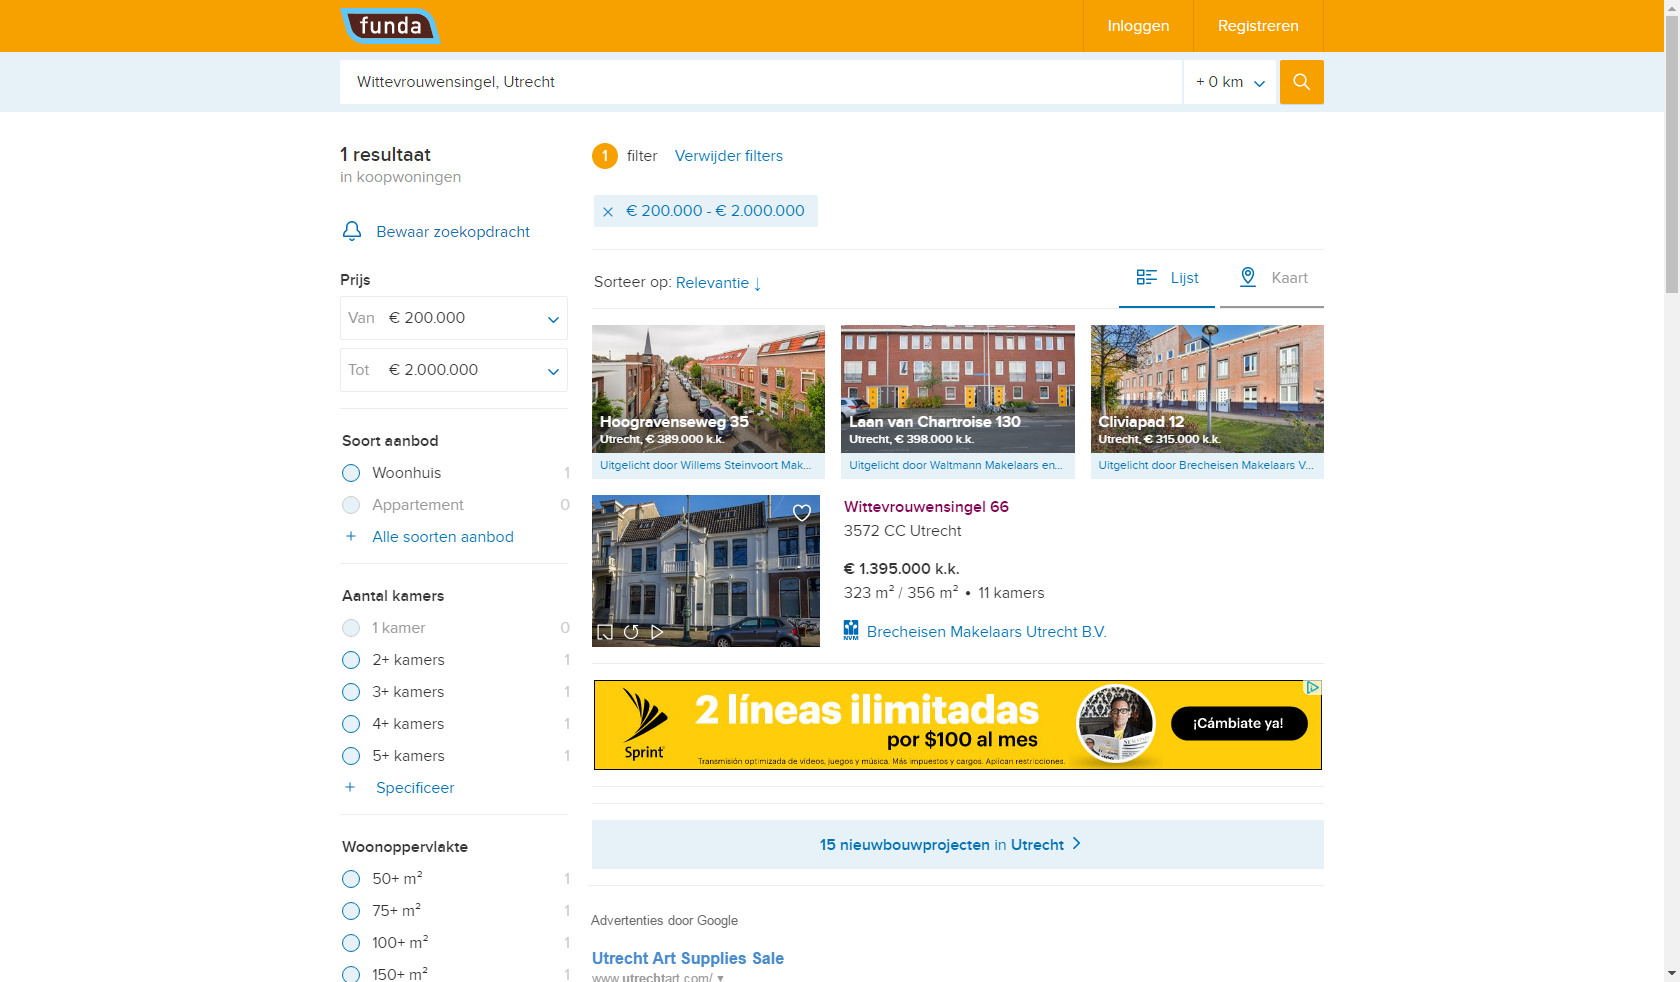 funda
Inloggen
Registreren
Wittevrouwensingel, Utrecht
+ 0 km
1 resultaat
in koopwoningen
Bewaar zoekopdracht
Prijs
Van € 200.000
Tot € 2.000.000
Soort aanbod
Woonhuis 1
Appartement 0
+ Alle soorten aanbod
Aantal kamers
1 kamer 0
2+ kamers 1
3+ kamers 1
4+ kamers 1
5+ kamers 1
+ Specificeer
Woonoppervlakte
50+ m² 1
75+ m² 1
100+ m² 1
150+ m² 1
1 filter Verwijder filters
× € 200.000 - € 2.000.000
Sorteer op: Relevantie ↓
Lijst
Kaart
Hoogravenseweg 35
Utrecht, € 389.000 k.k.
Uitgelicht door Willems Steinvoort Mak...
Laan van Chartroise 130
Utrecht, € 398.000 k.k.
Uitgelicht door Waltmann Makelaars en...
Cliviapad 12
Utrecht, € 315.000 k.k.
Uitgelicht door Brecheisen Makelaars V...
Wittevrouwensingel 66
3572 CC Utrecht
€ 1.395.000 k.k.
323 m² / 356 m² • 11 kamers
NVM
Brecheisen Makelaars Utrecht B.V.
Sprint
2 líneas ilimitadas
por $100 al mes
Transmisión optimizada de videos, juegos y música. Más impuestos y cargos. Aplican restricciones.
¡Cámbiate ya!
15 nieuwbouwprojecten in Utrecht >
Advertenties door Google
Utrecht Art Supplies Sale
www.utrechtart.com/ ▼